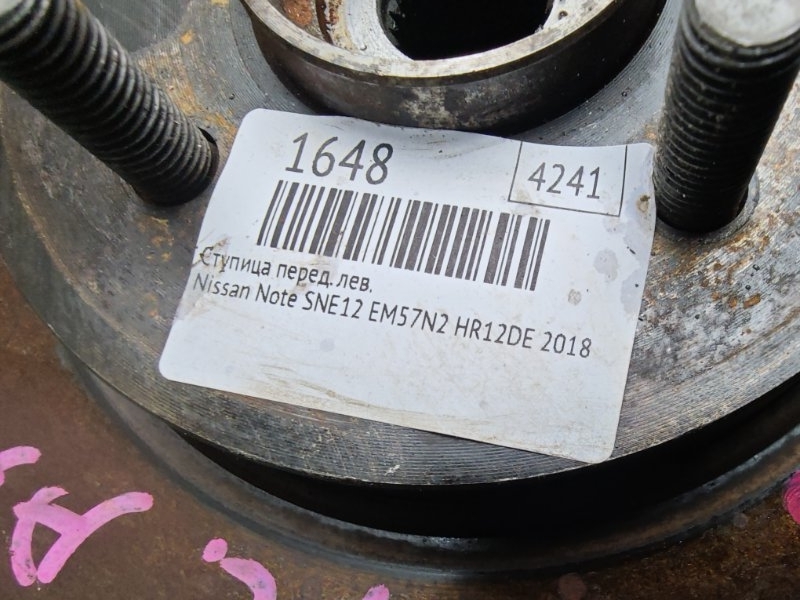 1648
4241
Ступица перед. лев.
Nissan Note SNE12 EM57N2 HR12DE 2018